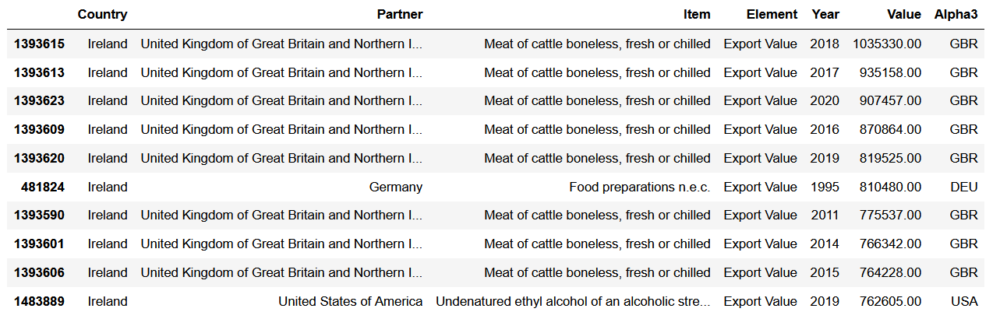 Country Partner Item Element Year Value Alpha3
1393615 Ireland United Kingdom of Great Britain and Northern I... Meat of cattle boneless, fresh or chilled Export Value 2018 1035330.00 GBR
1393613 Ireland United Kingdom of Great Britain and Northern I... Meat of cattle boneless, fresh or chilled Export Value 2017 935158.00 GBR
1393623 Ireland United Kingdom of Great Britain and Northern I... Meat of cattle boneless, fresh or chilled Export Value 2020 907457.00 GBR
1393609 Ireland United Kingdom of Great Britain and Northern I... Meat of cattle boneless, fresh or chilled Export Value 2016 870864.00 GBR
1393620 Ireland United Kingdom of Great Britain and Northern I... Meat of cattle boneless, fresh or chilled Export Value 2019 819525.00 GBR
481824 Ireland Germany Food preparations n.e.c. Export Value 1995 810480.00 DEU
1393590 Ireland United Kingdom of Great Britain and Northern I... Meat of cattle boneless, fresh or chilled Export Value 2011 775537.00 GBR
1393601 Ireland United Kingdom of Great Britain and Northern I... Meat of cattle boneless, fresh or chilled Export Value 2014 766342.00 GBR
1393606 Ireland United Kingdom of Great Britain and Northern I... Meat of cattle boneless, fresh or chilled Export Value 2015 764228.00 GBR
1483889 Ireland United States of America Undenatured ethyl alcohol of an alcoholic stre... Export Value 2019 762605.00 USA